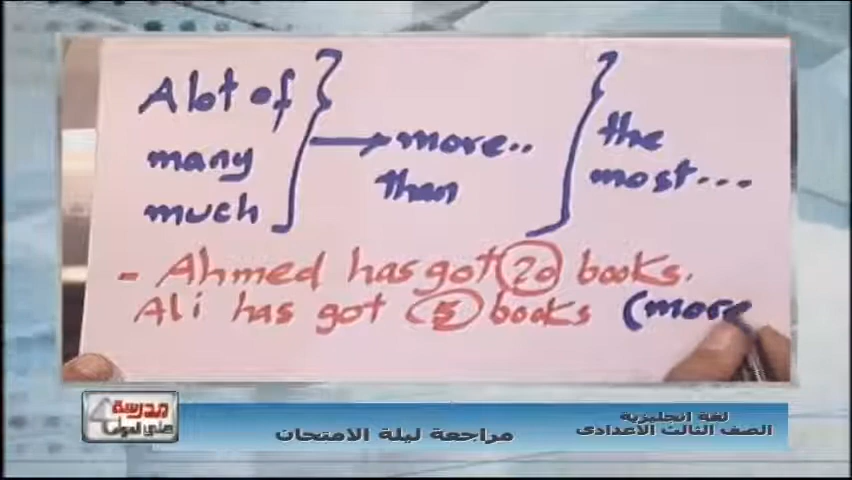 A lot of
many
much
more..
than
the
most...
- Ahmed has got 20 books.
Ali has got 5 books (more
مدرسة
على الهواء
لغة انجليزية
الصف الثالث الاعدادى
مراجعة ليلة الامتحان